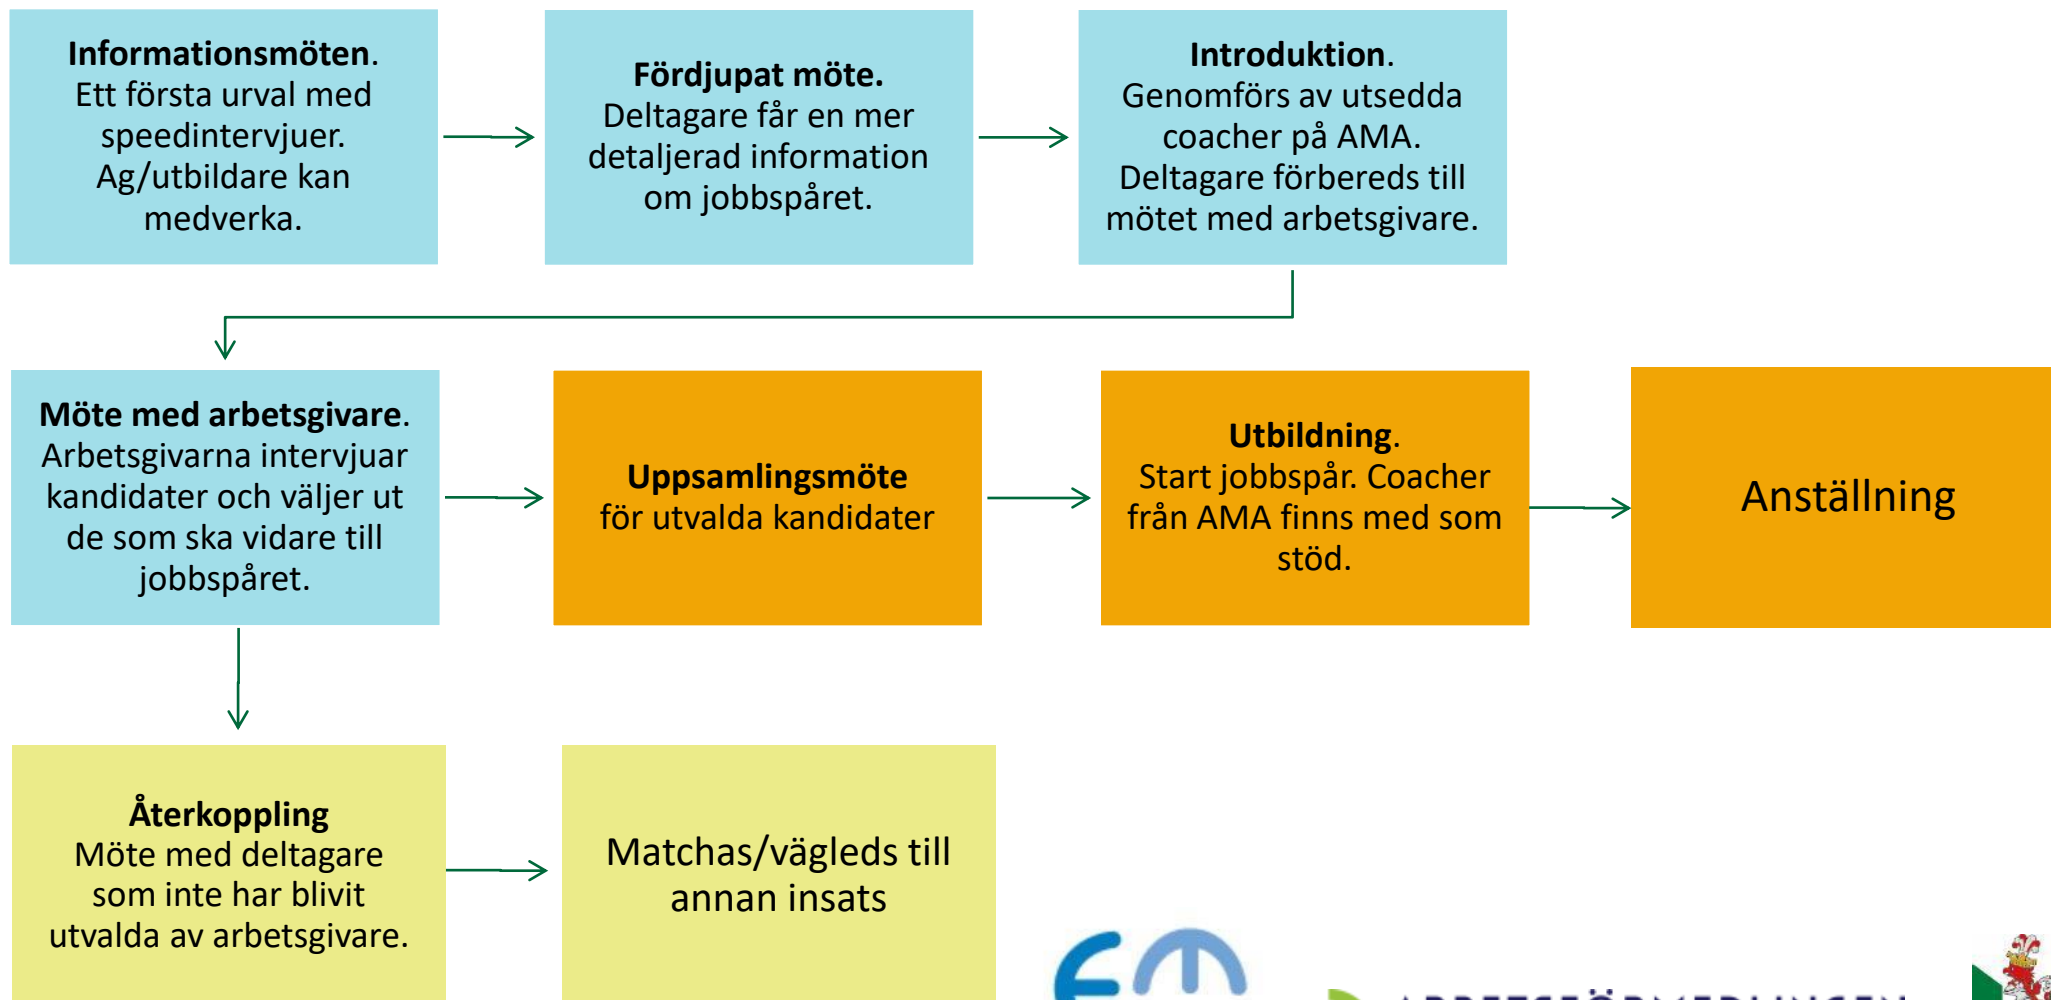 Informationsmöten.
Ett första urval med
speedintervjuer.
Ag/utbildare kan
medverka.
Fördjupat möte.
Deltagare får en mer
detaljerad information
om jobbspåret.
Introduktion.
Genomförs av utsedda
coacher på AMA.
Deltagare förbereds till
mötet med arbetsgivare.
Möte med arbetsgivare.
Arbetsgivarna intervjuar
kandidater och väljer ut
de som ska vidare till
jobbspåret.
Uppsamlingsmöte
för utvalda kandidater
Utbildning.
Start jobbspår. Coacher
från AMA finns med som
stöd.
Anställning
Återkoppling
Möte med deltagare
som inte har blivit
utvalda av arbetsgivare.
Matchas/vägleds till
annan insats
ARBETSFÖRMEDLINGEN